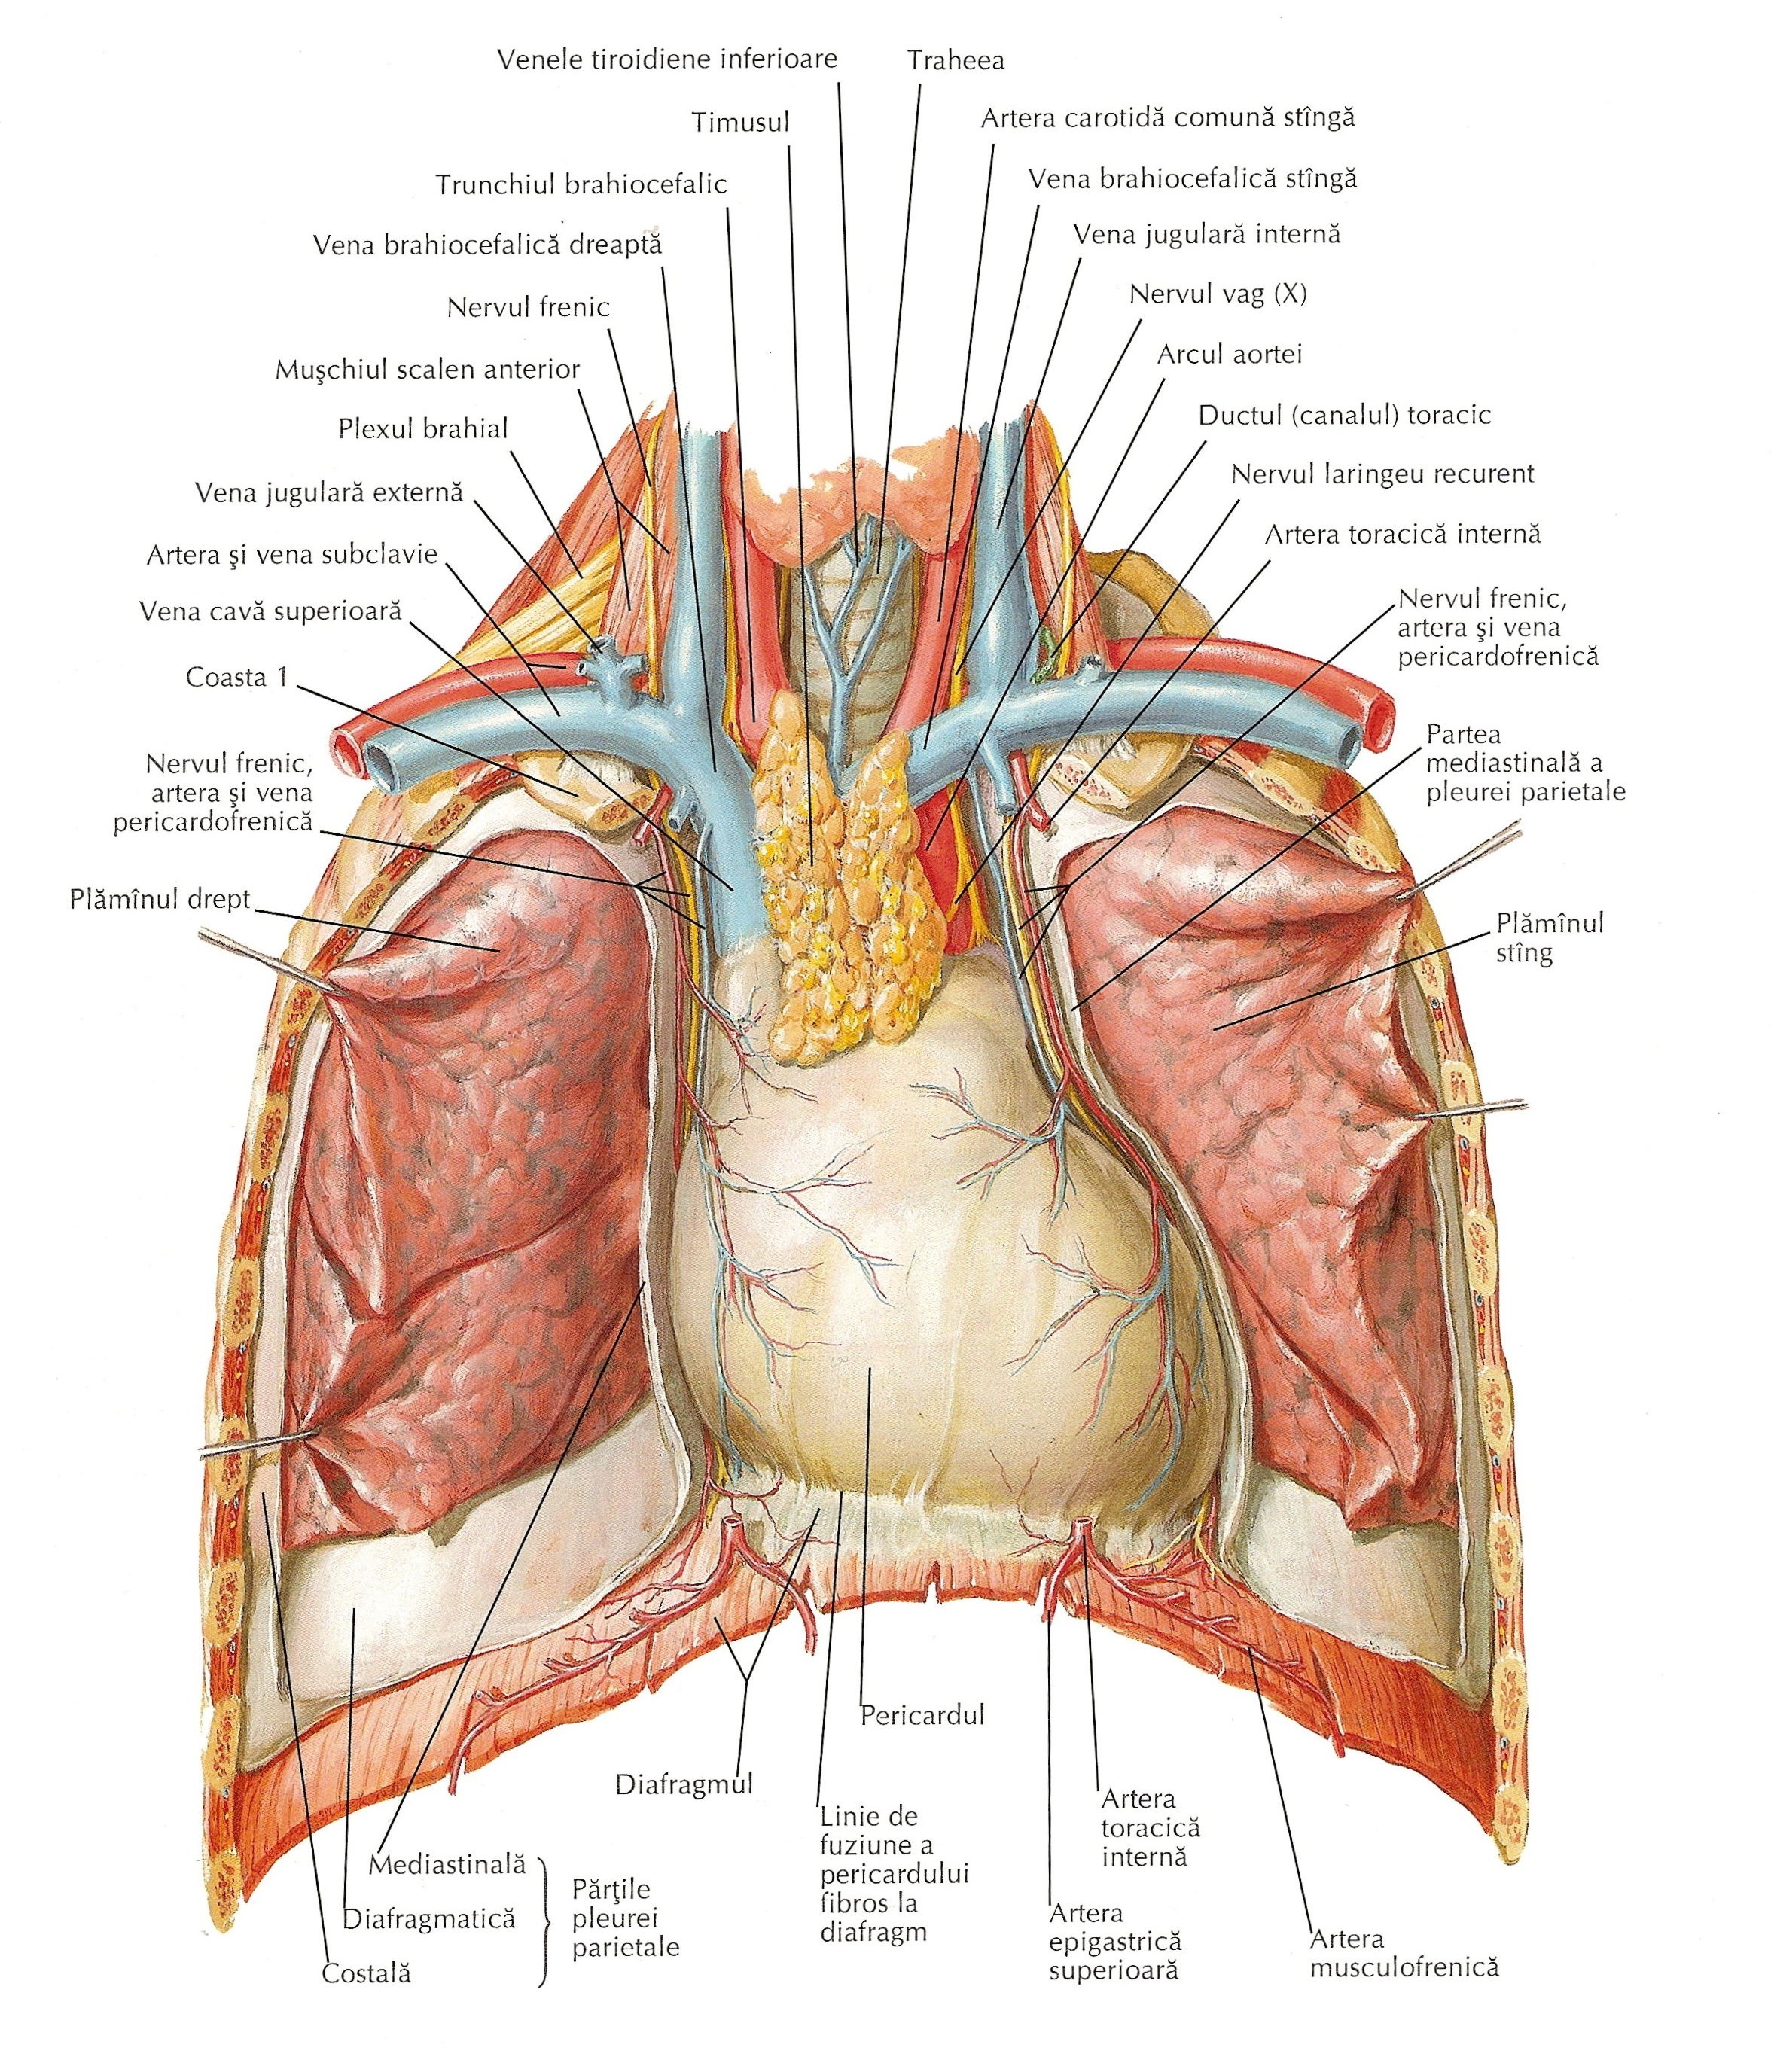 Venele tiroidiene inferioare
Traheea
Timusul
Artera carotidă comună stîngă
Trunchiul brahiocefalic
Vena brahiocefalică stîngă
Vena brahiocefalică dreaptă
Vena jugulară internă
Nervul frenic
Nervul vag (X)
Muşchiul scalen anterior
Arcul aortei
Plexul brahial
Ductul (canalul) toracic
Vena jugulară externă
Nervul laringeu recurent
Artera şi vena subclavie
Artera toracică internă
Vena cavă superioară
Nervul frenic,
artera şi vena
pericardofrenică
Coasta 1
Partea
mediastinală a
pleurei parietale
Nervul frenic,
artera şi vena
pericardofrenică
Plămînul drept
Plămînul
stîng
Pericardul
Diafragmul
Linie de
fuziune a
pericardului
fibros la
diafragm
Artera
toracică
internă
Mediastinală
Diafragmatică
Costală
Părţile
pleurei
parietale
Artera
epigastrică
superioară
Artera
musculofrenică